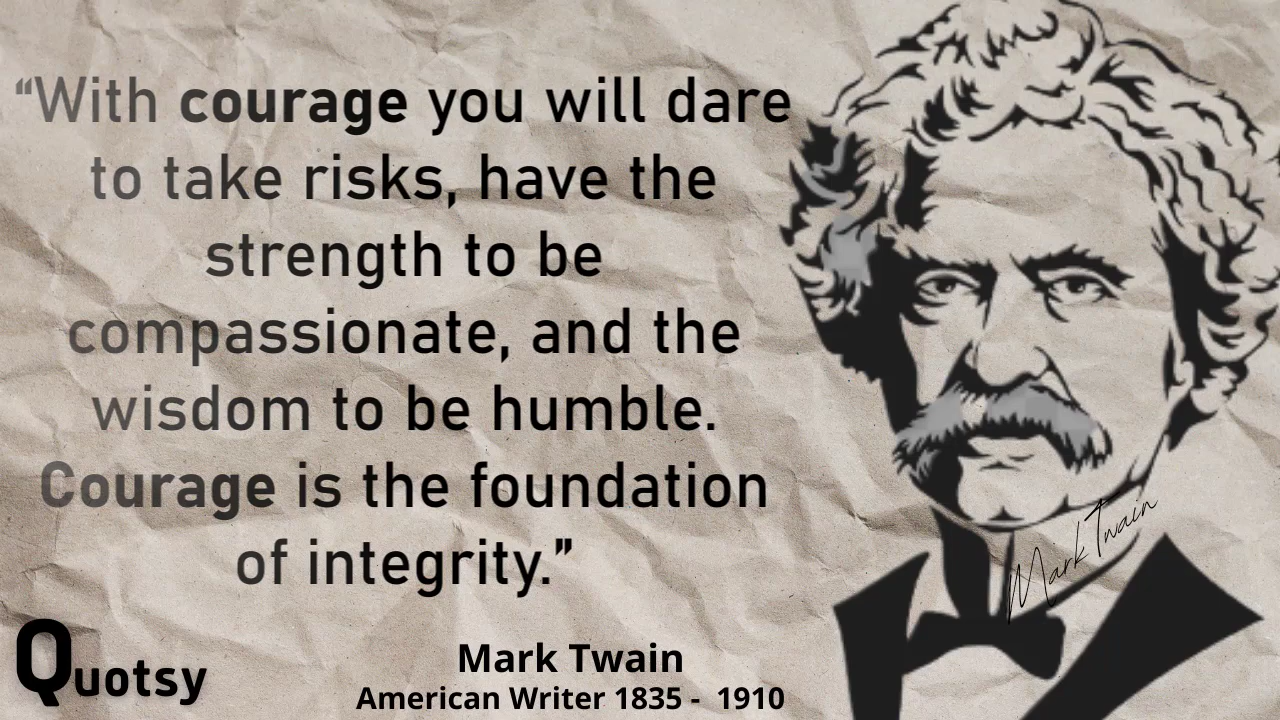 “With courage you will dare
to take risks, have the
strength to be
compassionate, and the
wisdom to be humble.
Courage is the foundation
of integrity.”
Mark Twain
Quotsy
Mark Twain
American Writer 1835 - 1910